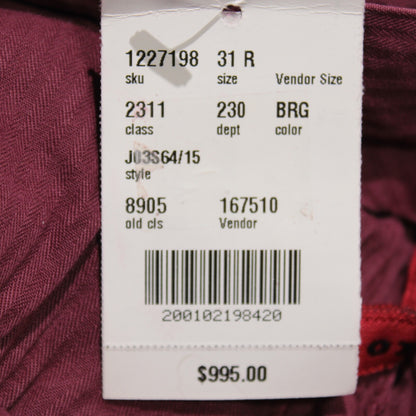 1227198 31 R
sku size Vendor Size
2311 230 BRG
class dept color
J03S64/15
style
8905 167510
old cls Vendor
200102198420
$995.00